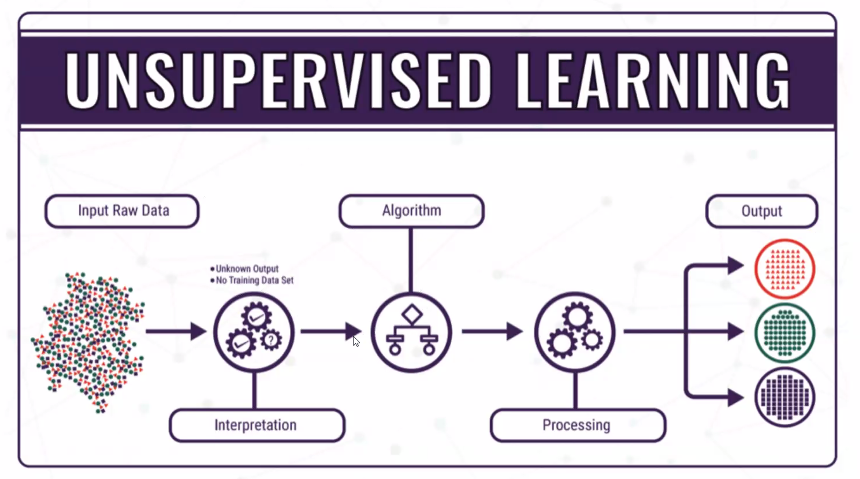 UNSUPERVISED LEARNING
Input Raw Data
Algorithm
Output
• Unknown Output
• No Training Data Set
?
Interpretation
Processing